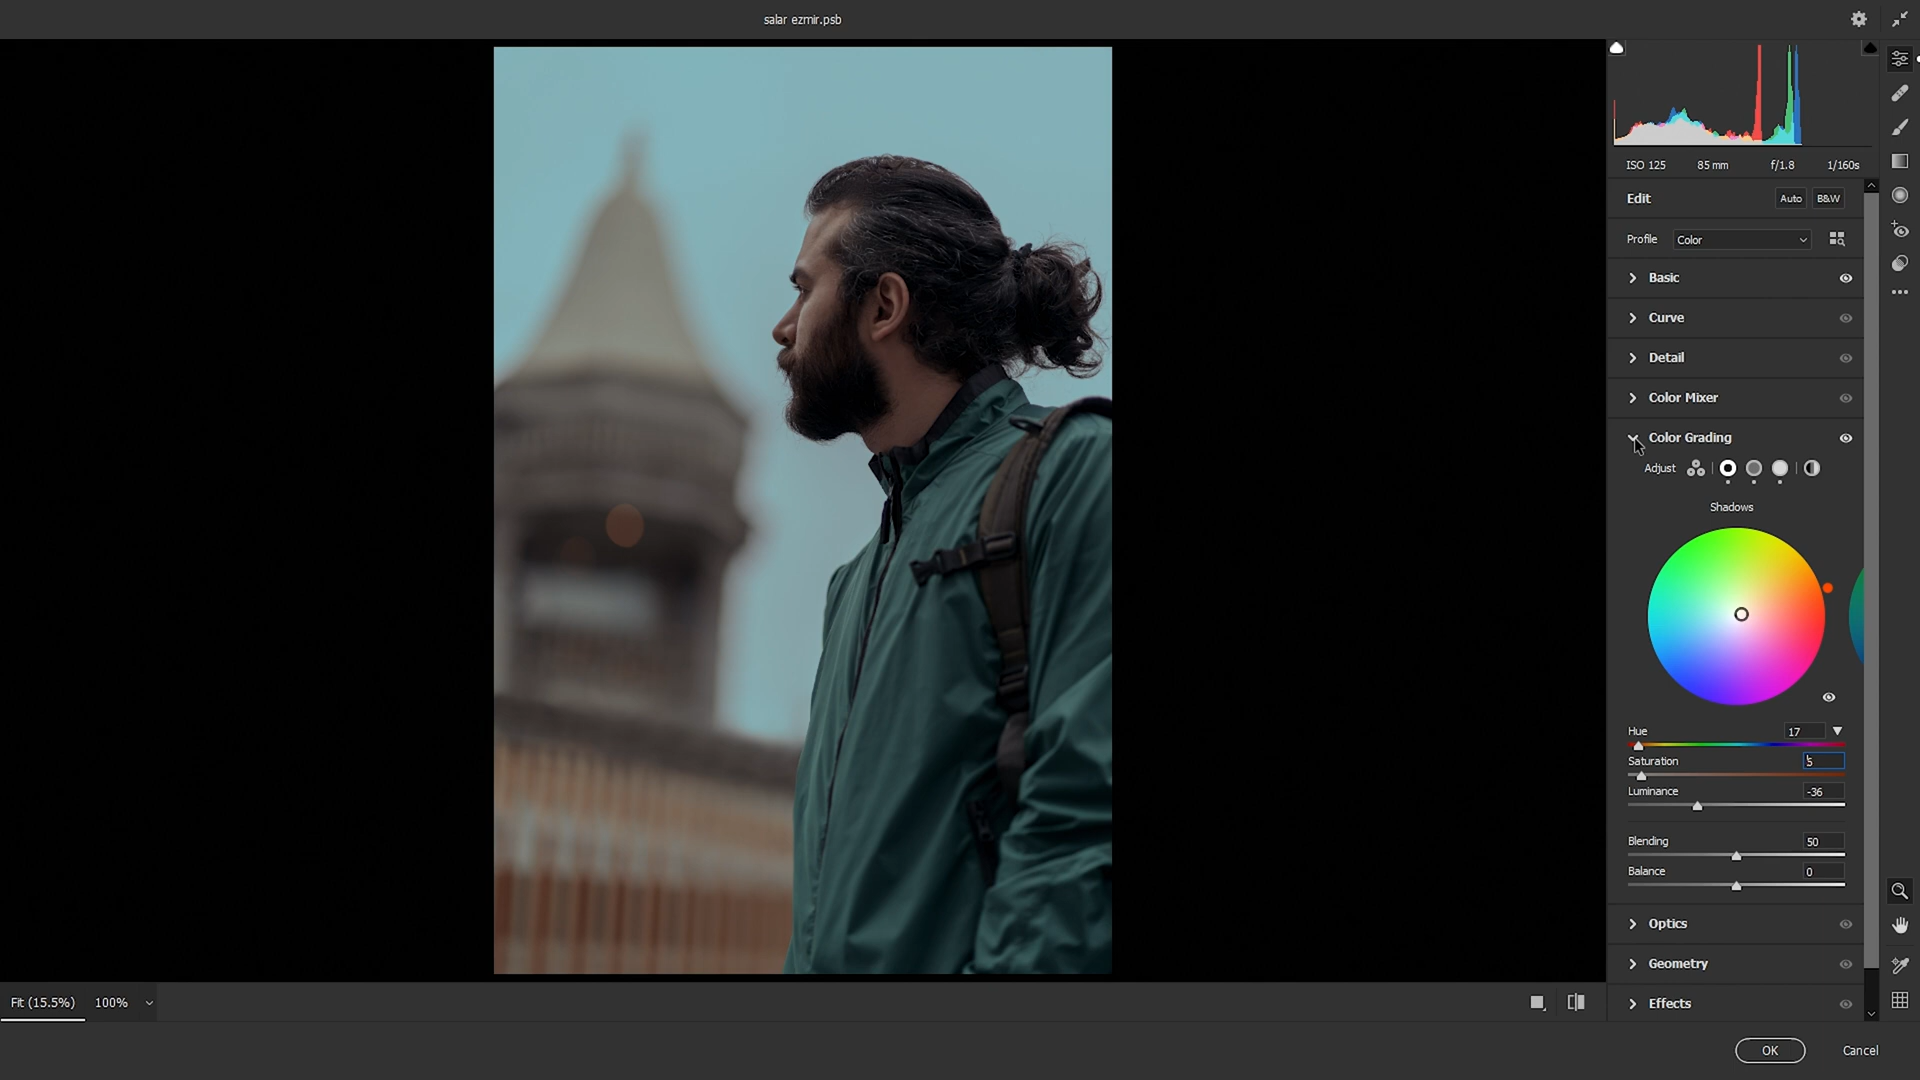 salar ezmir.psb
ISO 125 85 mm f/1.8 1/160s
Edit Auto B&W
Profile Color
Basic
Curve
Detail
Color Mixer
Color Grading
Adjust
Shadows
Hue 17
Saturation 5
Luminance -36
Blending 50
Balance 0
Optics
Geometry
Effects
Fit (15.5%) 100%
OK Cancel